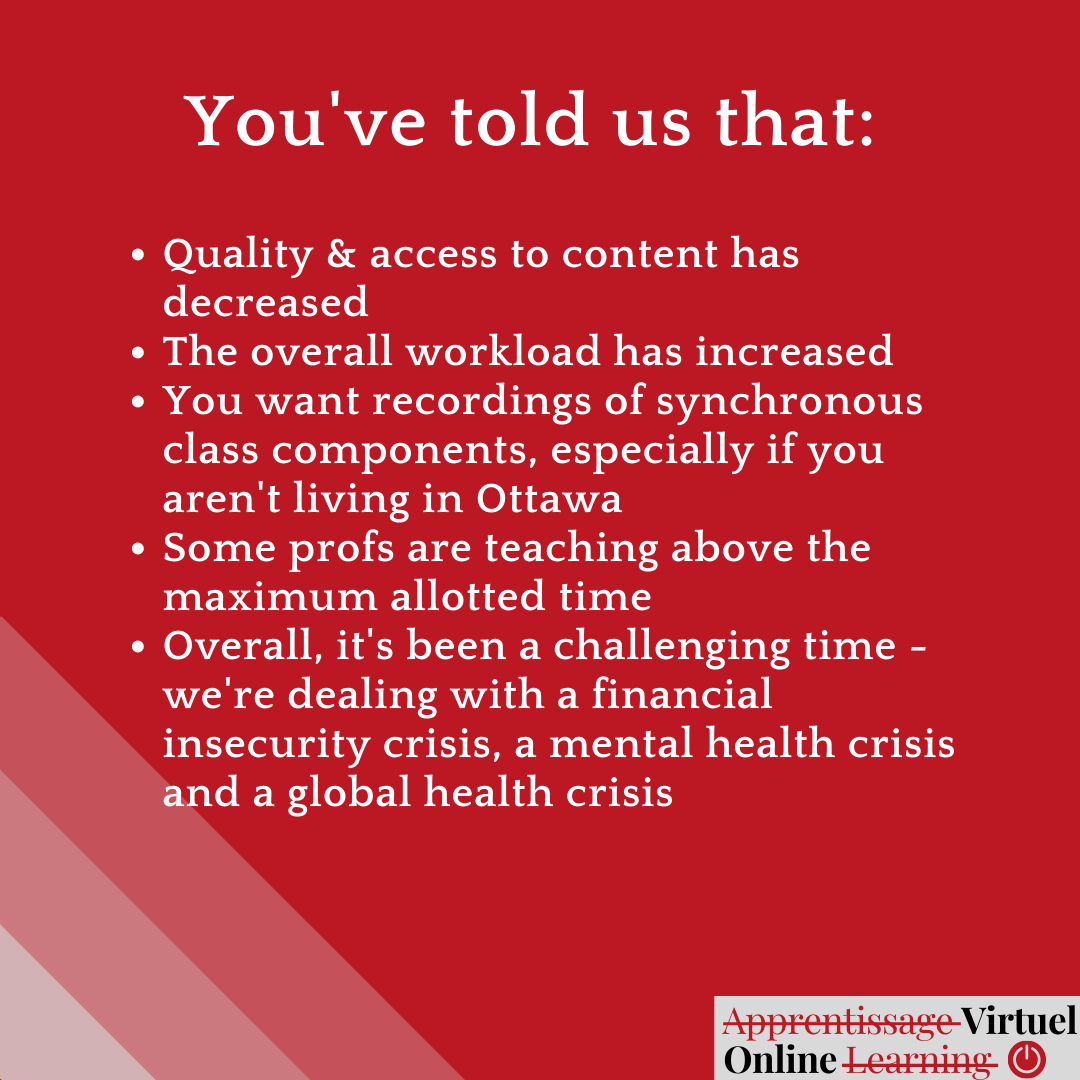 You've told us that:
• Quality & access to content has
decreased
• The overall workload has increased
• You want recordings of synchronous
class components, especially if you
aren't living in Ottawa
• Some profs are teaching above the
maximum allotted time
• Overall, it's been a challenging time -
we're dealing with a financial
insecurity crisis, a mental health crisis
and a global health crisis
Apprentissage Virtuel
Online Learning